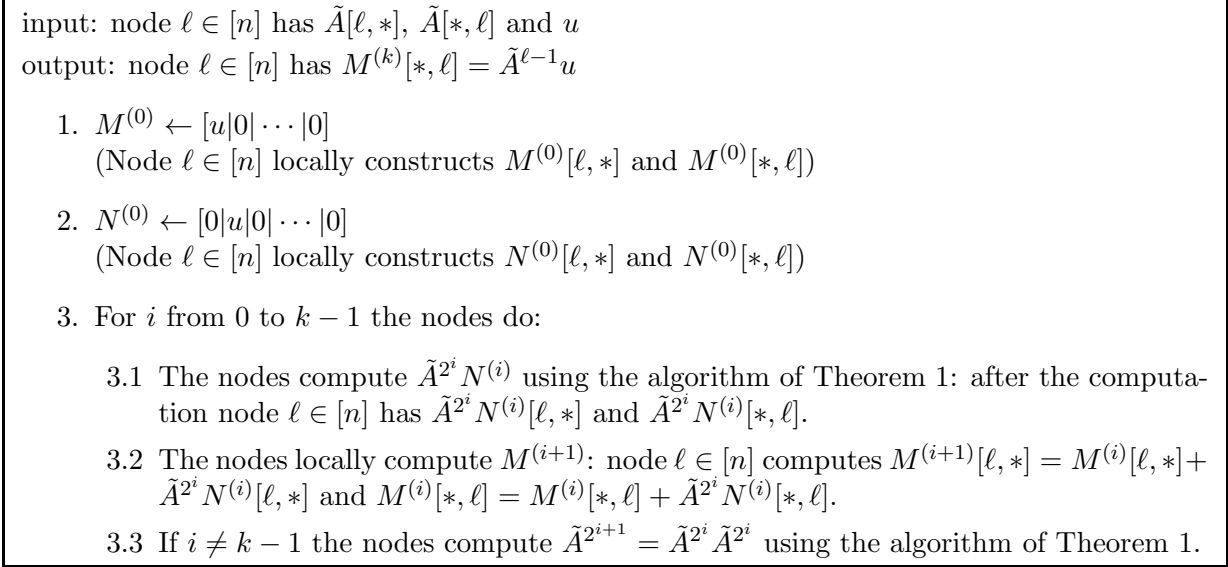 input: node ℓ ∈ [n] has Ã[ℓ, ∗], Ã[∗, ℓ] and u
output: node ℓ ∈ [n] has M^{(k)}[∗, ℓ] = Ã^{ℓ−1}u
1. M^{(0)} ← [u|0| · · · |0]
(Node ℓ ∈ [n] locally constructs M^{(0)}[ℓ, ∗] and M^{(0)}[∗, ℓ])
2. N^{(0)} ← [0|u|0| · · · |0]
(Node ℓ ∈ [n] locally constructs N^{(0)}[ℓ, ∗] and N^{(0)}[∗, ℓ])
3. For i from 0 to k − 1 the nodes do:
3.1 The nodes compute Ã^{2^i} N^{(i)} using the algorithm of Theorem 1: after the computa-
tion node ℓ ∈ [n] has Ã^{2^i} N^{(i)}[ℓ, ∗] and Ã^{2^i} N^{(i)}[∗, ℓ].
3.2 The nodes locally compute M^{(i+1)}: node ℓ ∈ [n] computes M^{(i+1)}[ℓ, ∗] = M^{(i)}[ℓ, ∗]+
Ã^{2^i} N^{(i)}[ℓ, ∗] and M^{(i)}[∗, ℓ] = M^{(i)}[∗, ℓ] + Ã^{2^i} N^{(i)}[∗, ℓ].
3.3 If i ≠ k − 1 the nodes compute Ã^{2^{i+1}} = Ã^{2^i} Ã^{2^i} using the algorithm of Theorem 1.